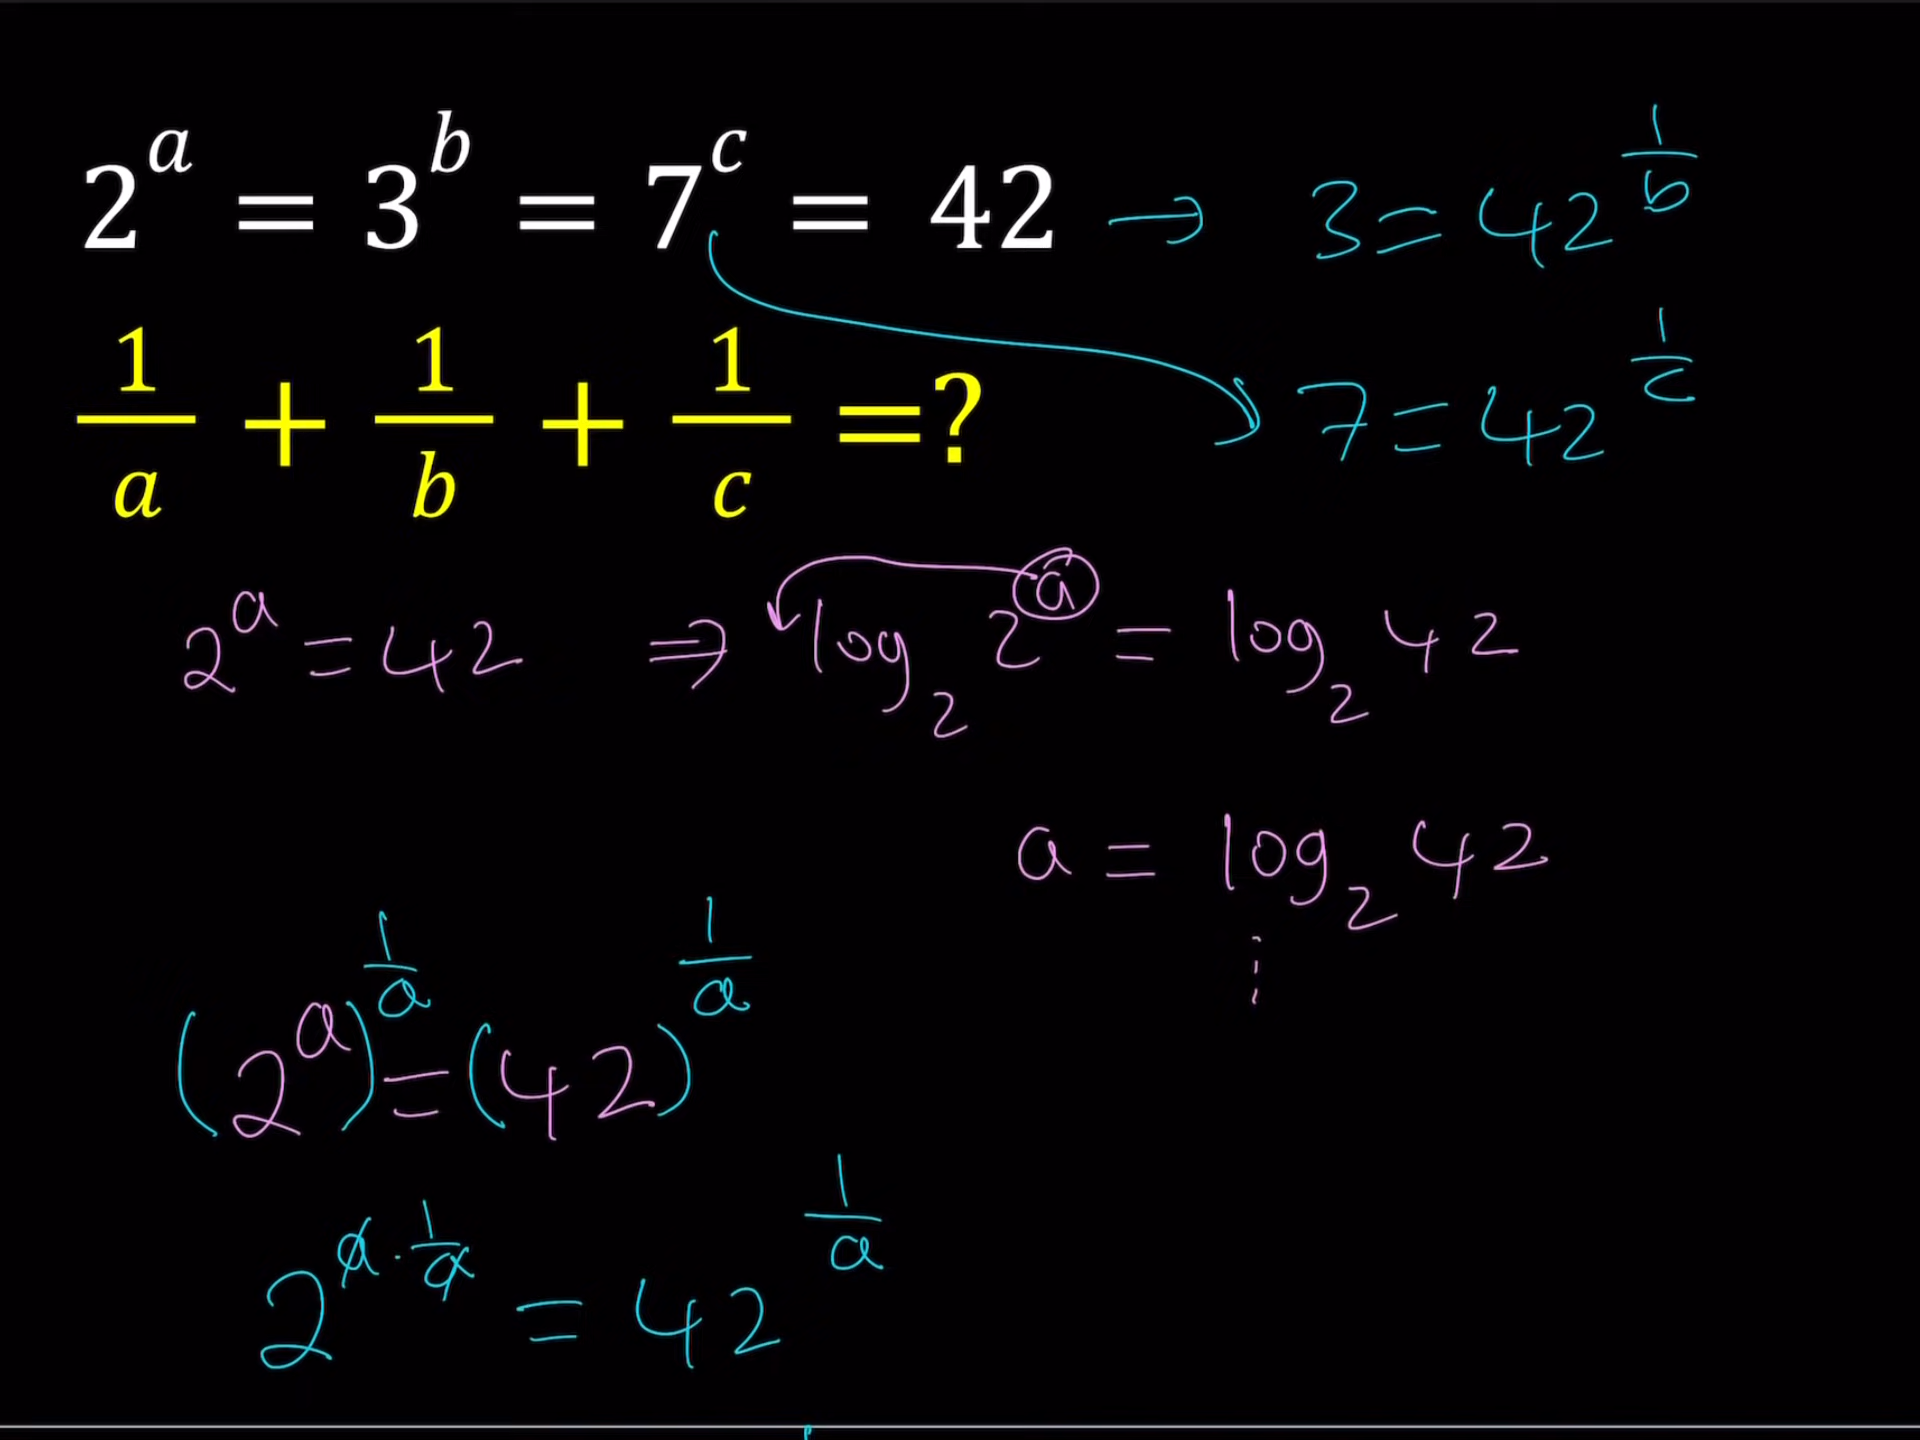 2^a = 3^b = 7^c = 42 → 3 = 42^(1/b)
1/a + 1/b + 1/c =? 7 = 42^(1/c)
2^a = 42 ⇒ log_2 2^a = log_2 42
a = log_2 42
(2^a)^(1/a) = (42)^(1/a)
2^(a · 1/a) = 42^(1/a)